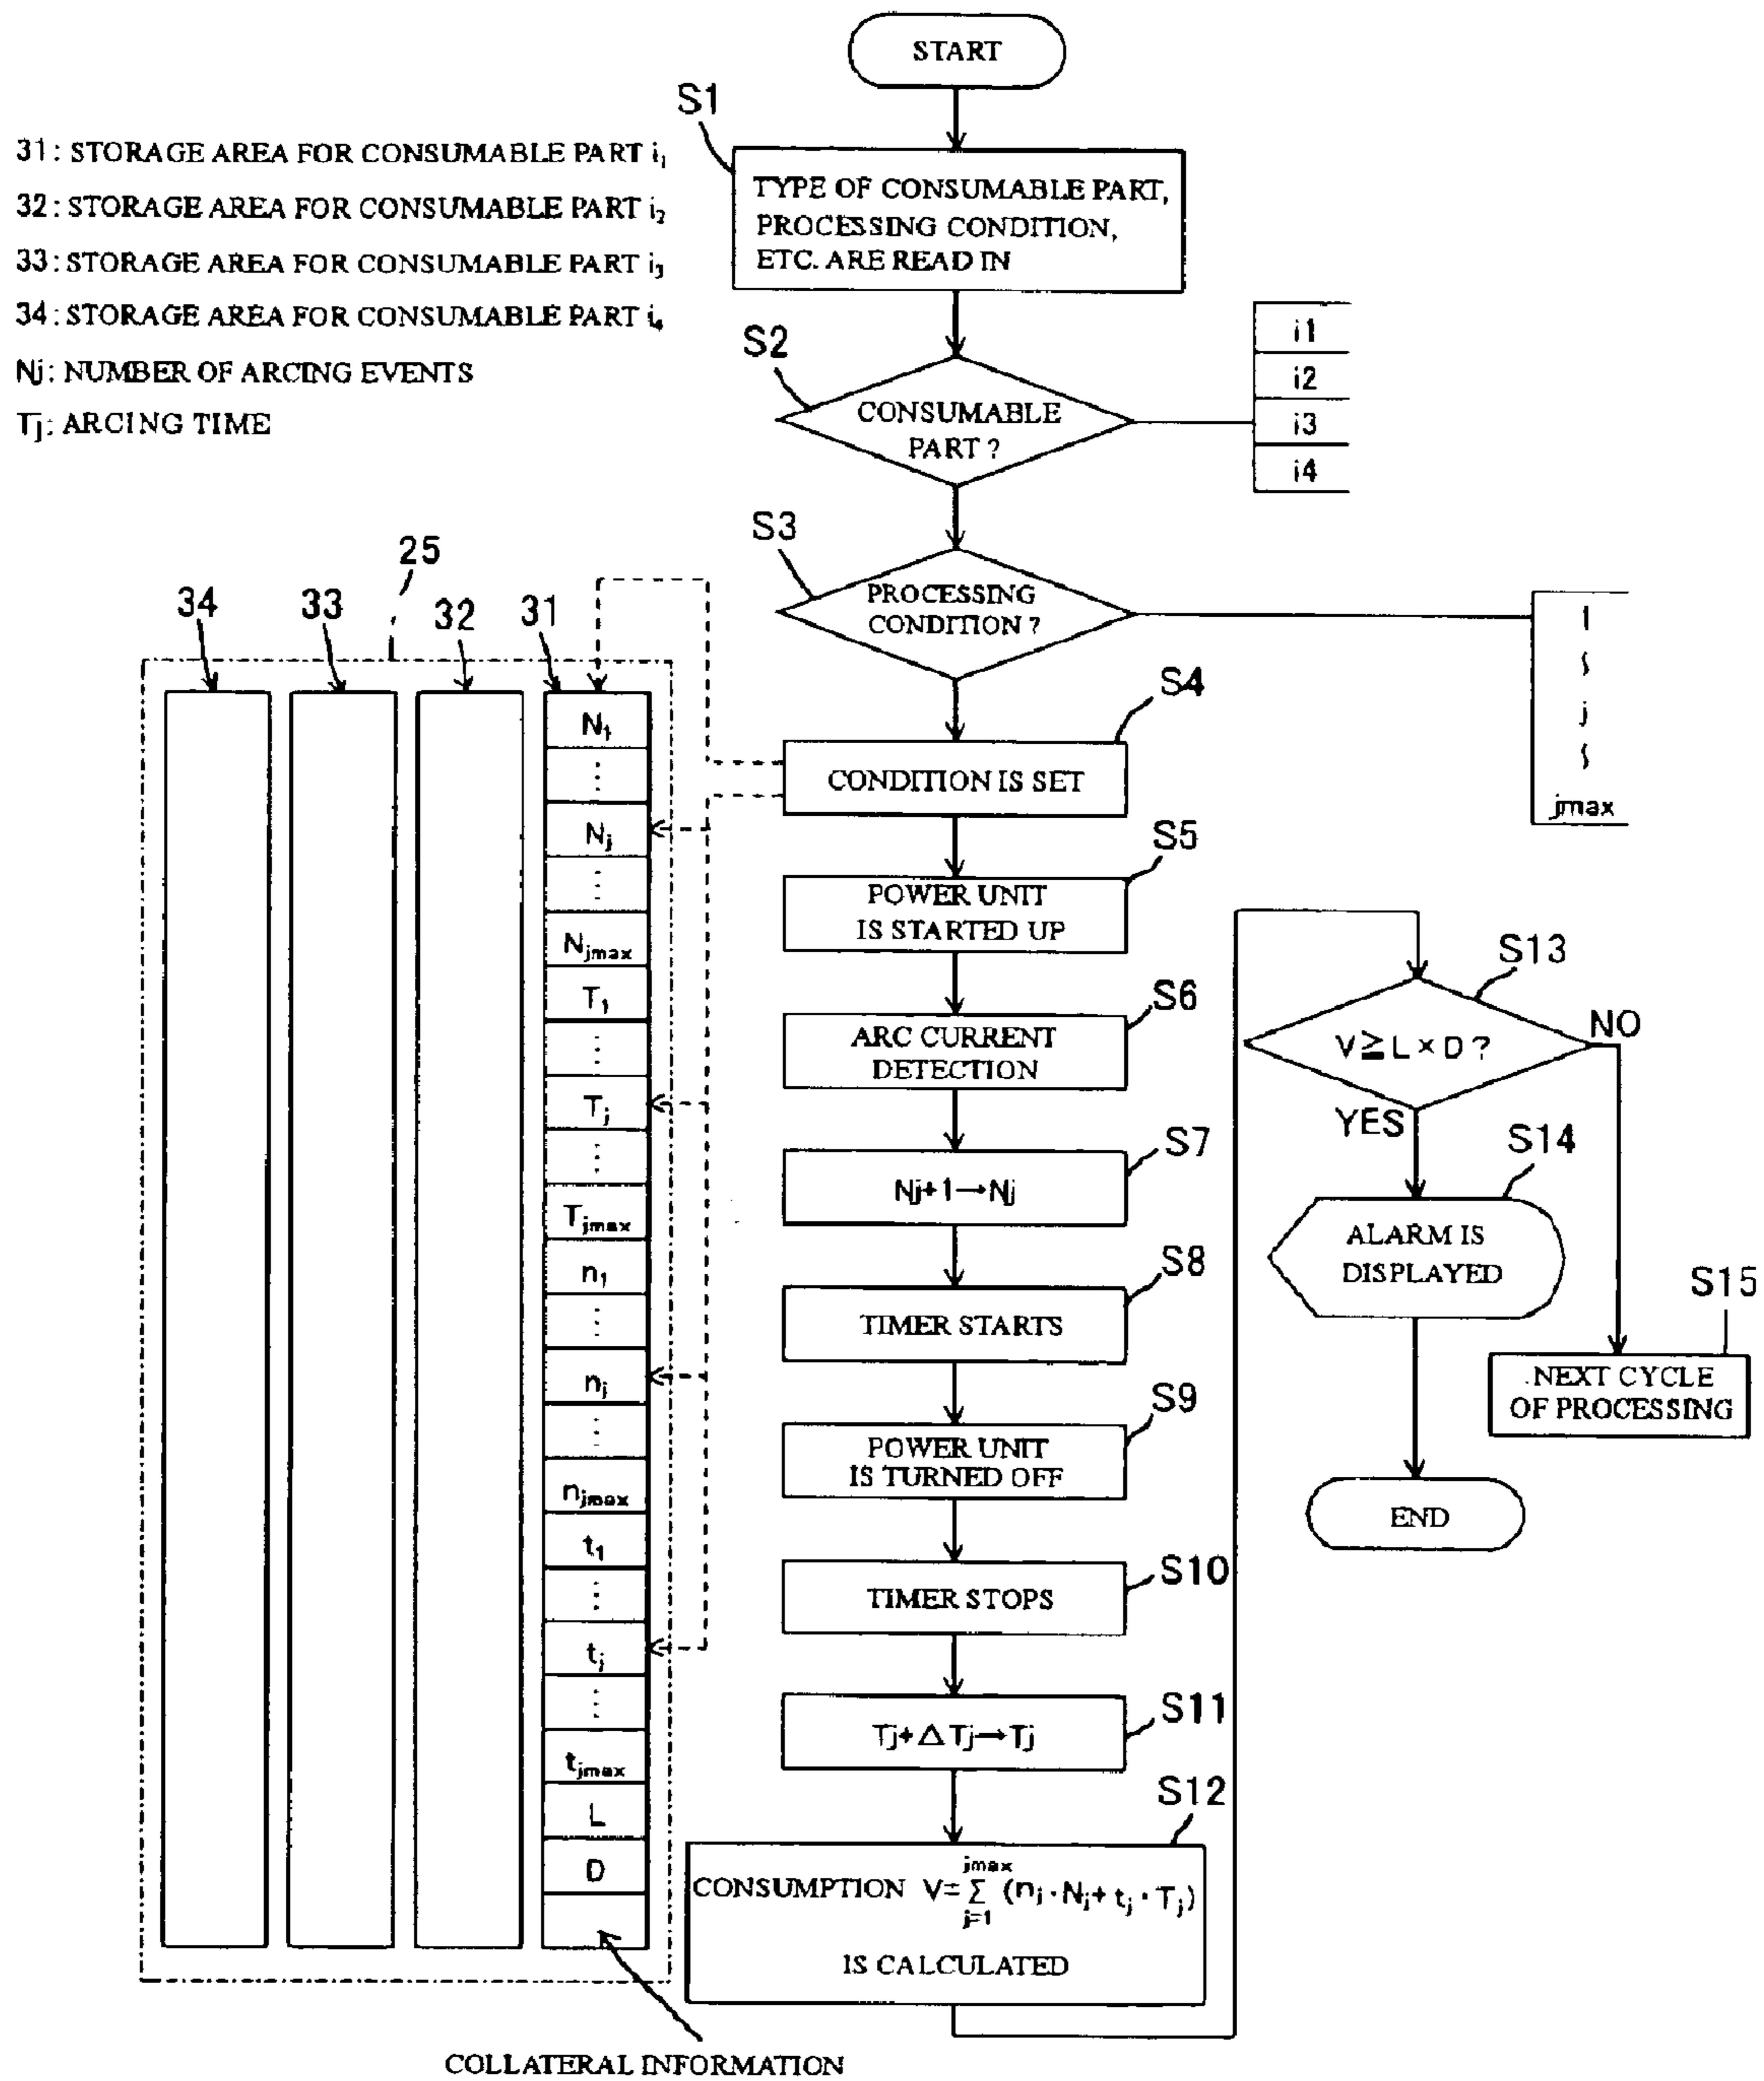 START
S1
TYPE OF CONSUMABLE PART,
PROCESSING CONDITION,
ETC. ARE READ IN
31: STORAGE AREA FOR CONSUMABLE PART i₁
32: STORAGE AREA FOR CONSUMABLE PART i₂
33: STORAGE AREA FOR CONSUMABLE PART i₃
34: STORAGE AREA FOR CONSUMABLE PART i₄
Nj: NUMBER OF ARCING EVENTS
Tj: ARCING TIME
S2
CONSUMABLE
PART ?
i1
i2
i3
i4
S3
PROCESSING
CONDITION ?
1
∫
j
∫
jmax
25
34
33
32
31
N₁
⋮
Nⱼ
⋮
Njmax
T₁
⋮
Tⱼ
⋮
Tjmax
n₁
⋮
nⱼ
⋮
njmax
t₁
⋮
tⱼ
⋮
tjmax
L
D
COLLATERAL INFORMATION
S4
CONDITION IS SET
S5
POWER UNIT
IS STARTED UP
S6
ARC CURRENT
DETECTION
S7
Nj+1→Nj
S8
TIMER STARTS
S9
POWER UNIT
IS TURNED OFF
S10
TIMER STOPS
S11
Tj+△Tj→Tj
S12
jmax
CONSUMPTION V=Σ (nⱼ·Nⱼ+tⱼ·Tⱼ)
j=1
IS CALCULATED
S13
V≧L×D?
NO
YES
S14
ALARM IS
DISPLAYED
S15
NEXT CYCLE
OF PROCESSING
END